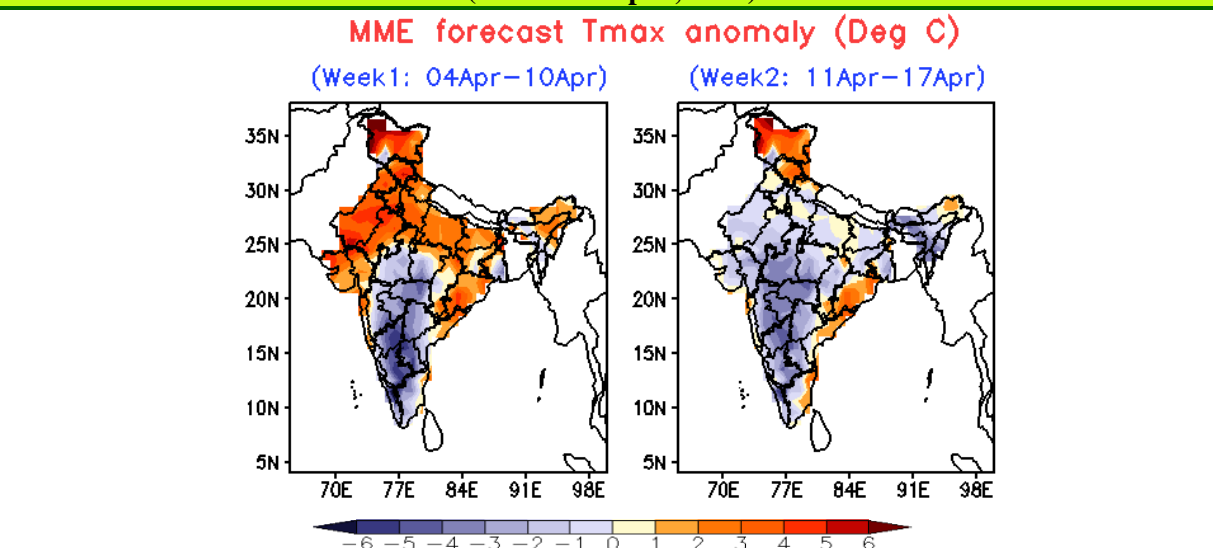 MME forecast Tmax anomaly (Deg C)
(Week1: 04Apr–10Apr) (Week2: 11Apr–17Apr)
35N 35N
30N 30N
25N 25N
20N 20N
15N 15N
10N 10N
5N 5N
70E 77E 84E 91E 98E 70E 77E 84E 91E 98E
−6 −5 −4 −3 −2 −1 0 1 2 3 4 5 6